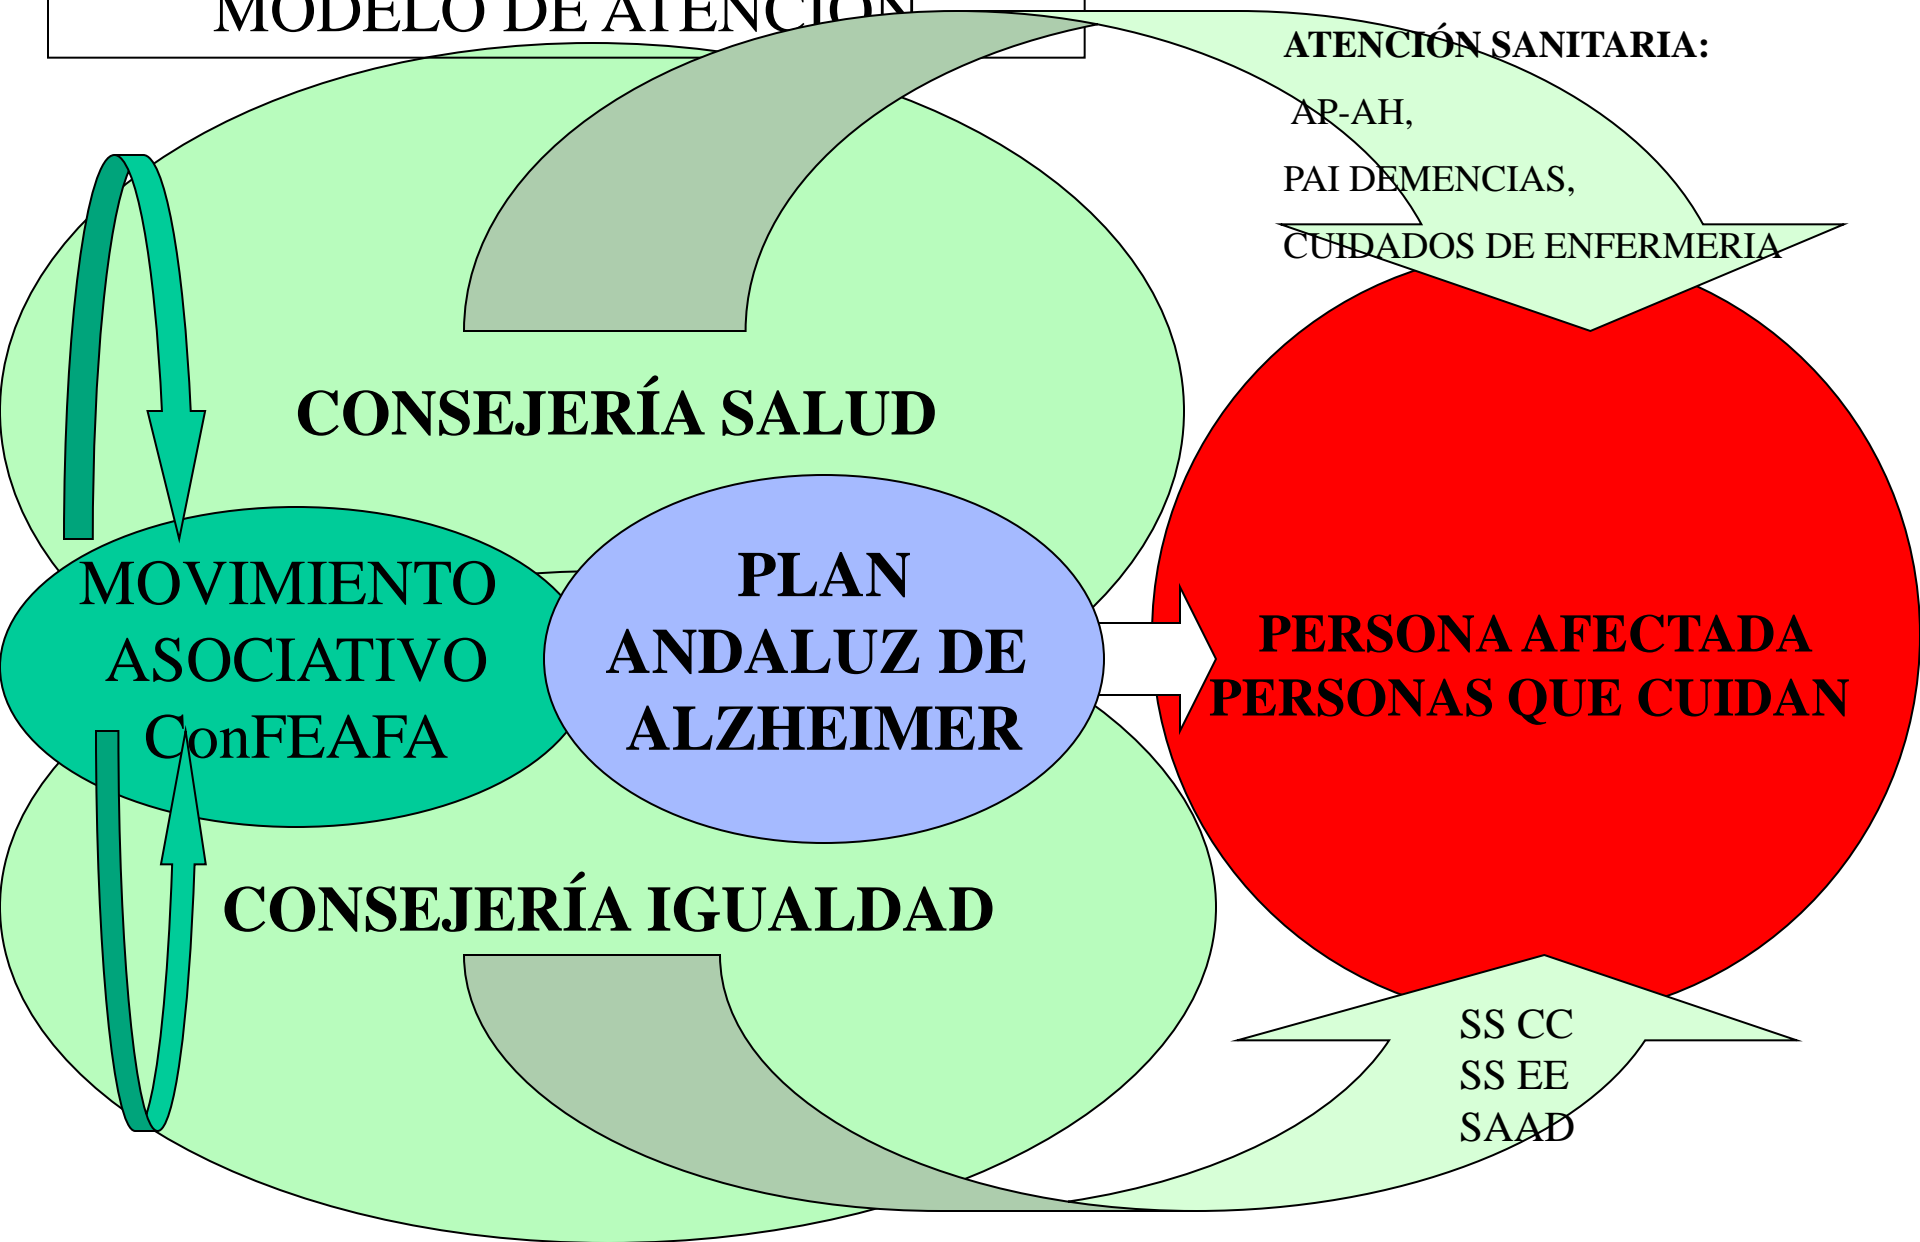 MODELO DE ATENCIÓN
ATENCIÓN SANITARIA:
AP-AH,
PAI DEMENCIAS,
CUIDADOS DE ENFERMERIA
CONSEJERÍA SALUD
MOVIMIENTO
ASOCIATIVO
ConFEAFA
PLAN
ANDALUZ DE
ALZHEIMER
PERSONA AFECTADA
PERSONAS QUE CUIDAN
CONSEJERÍA IGUALDAD
SS CC
SS EE
SAAD